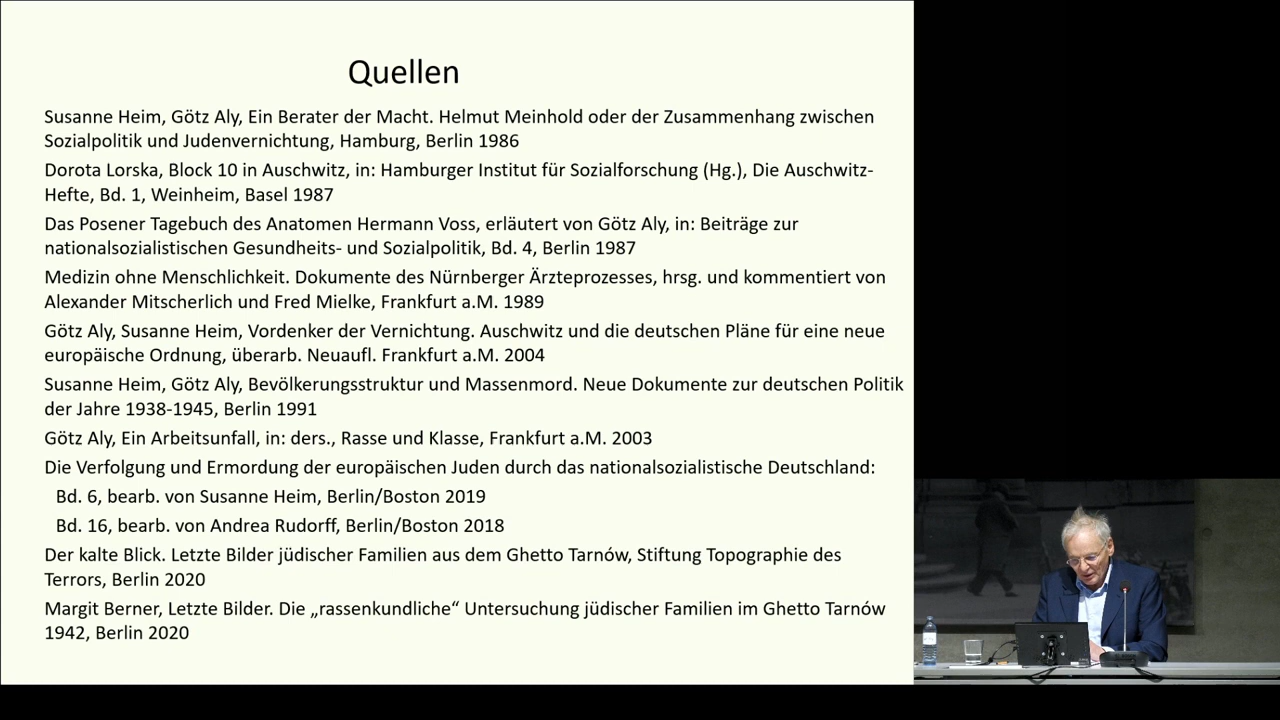 Quellen
Susanne Heim, Götz Aly, Ein Berater der Macht. Helmut Meinhold oder der Zusammenhang zwischen
Sozialpolitik und Judenvernichtung, Hamburg, Berlin 1986
Dorota Lorska, Block 10 in Auschwitz, in: Hamburger Institut für Sozialforschung (Hg.), Die Auschwitz-
Hefte, Bd. 1, Weinheim, Basel 1987
Das Posener Tagebuch des Anatomen Hermann Voss, erläutert von Götz Aly, in: Beiträge zur
nationalsozialistischen Gesundheits- und Sozialpolitik, Bd. 4, Berlin 1987
Medizin ohne Menschlichkeit. Dokumente des Nürnberger Ärzteprozesses, hrsg. und kommentiert von
Alexander Mitscherlich und Fred Mielke, Frankfurt a.M. 1989
Götz Aly, Susanne Heim, Vordenker der Vernichtung. Auschwitz und die deutschen Pläne für eine neue
europäische Ordnung, überarb. Neuaufl. Frankfurt a.M. 2004
Susanne Heim, Götz Aly, Bevölkerungsstruktur und Massenmord. Neue Dokumente zur deutschen Politik
der Jahre 1938-1945, Berlin 1991
Götz Aly, Ein Arbeitsunfall, in: ders., Rasse und Klasse, Frankfurt a.M. 2003
Die Verfolgung und Ermordung der europäischen Juden durch das nationalsozialistische Deutschland:
Bd. 6, bearb. von Susanne Heim, Berlin/Boston 2019
Bd. 16, bearb. von Andrea Rudorff, Berlin/Boston 2018
Der kalte Blick. Letzte Bilder jüdischer Familien aus dem Ghetto Tarnów, Stiftung Topographie des
Terrors, Berlin 2020
Margit Berner, Letzte Bilder. Die „rassenkundliche“ Untersuchung jüdischer Familien im Ghetto Tarnów
1942, Berlin 2020